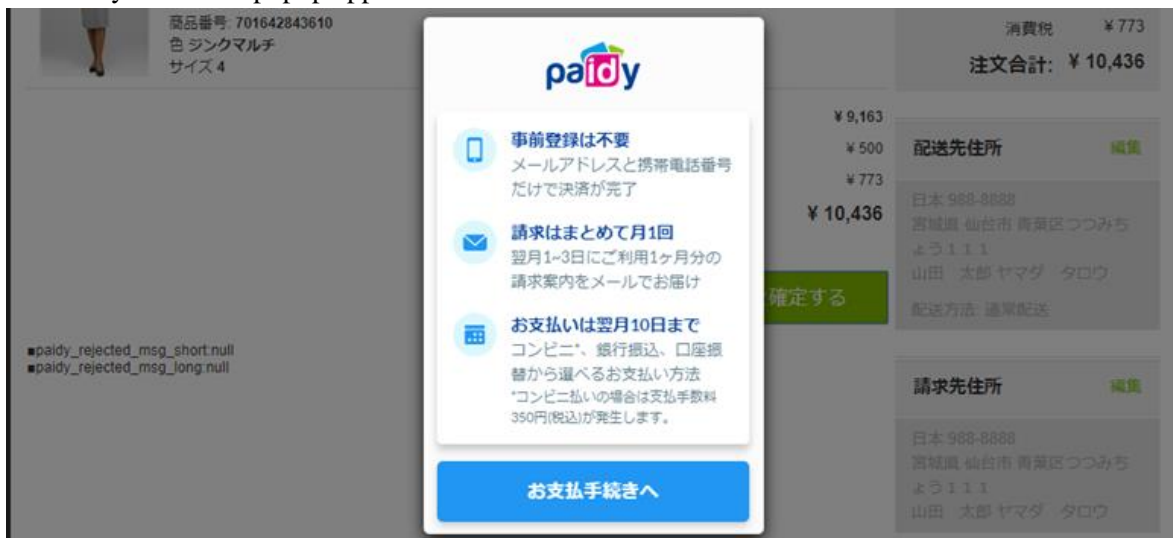 商品番号: 701642843610
色 ジンクマルチ
サイズ 4
消費税 ¥ 773
注文合計: ¥ 10,436
paidy
事前登録は不要
メールアドレスと携帯電話番号
だけで決済が完了
請求はまとめて月1回
翌月1~3日にご利用1ヶ月分の
請求案内をメールでお届け
お支払いは翌月10日まで
コンビニ*、銀行振込、口座振
替から選べるお支払い方法
*コンビニ払いの場合は支払手数料
350円(税込)が発生します。
お支払手続きへ
¥ 9,163
¥ 500
¥ 773
¥ 10,436
確定する
■paidy_rejected_msg_short:null
■paidy_rejected_msg_long:null
配送先住所 編集
日本 988-8888
宮城県 仙台市 青葉区つつみち
ょう１１１
山田 太郎 ヤマダ タロウ
配送方法: 通常配送
請求先住所 編集
日本 988-8888
宮城県 仙台市 青葉区つつみち
ょう１１１
山田 太郎 ヤマダ タロウ